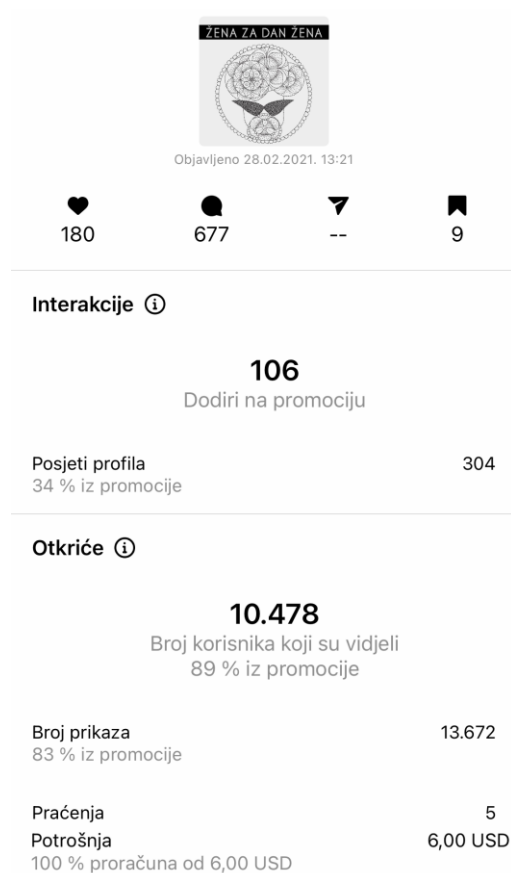 ŽENA ZA DAN ŽENA
Objavljeno 28.02.2021. 13:21
180 677 -- 9
Interakcije
106
Dodiri na promociju
Posjeti profila 304
34 % iz promocije
Otkriće
10.478
Broj korisnika koji su vidjeli
89 % iz promocije
Broj prikaza 13.672
83 % iz promocije
Praćenja 5
Potrošnja 6,00 USD
100 % proračuna od 6,00 USD